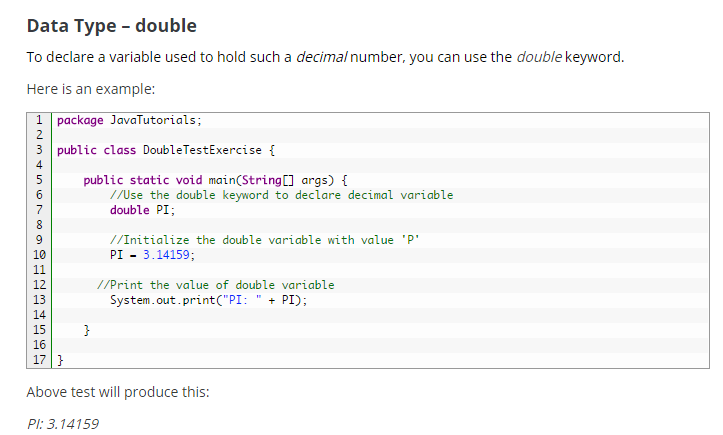 Data Type – double
To declare a variable used to hold such a decimal number, you can use the double keyword.
Here is an example:
1 package JavaTutorials;
2
3 public class DoubleTestExercise {
4
5     public static void main(String[] args) {
6         //Use the double keyword to declare decimal variable
7         double PI;
8
9         //Initialize the double variable with value 'P'
10         PI - 3.14159;
11
12       //Print the value of double variable
13         System.out.print("PI: " + PI);
14
15     }
16
17 }
Above test will produce this:
PI: 3.14159